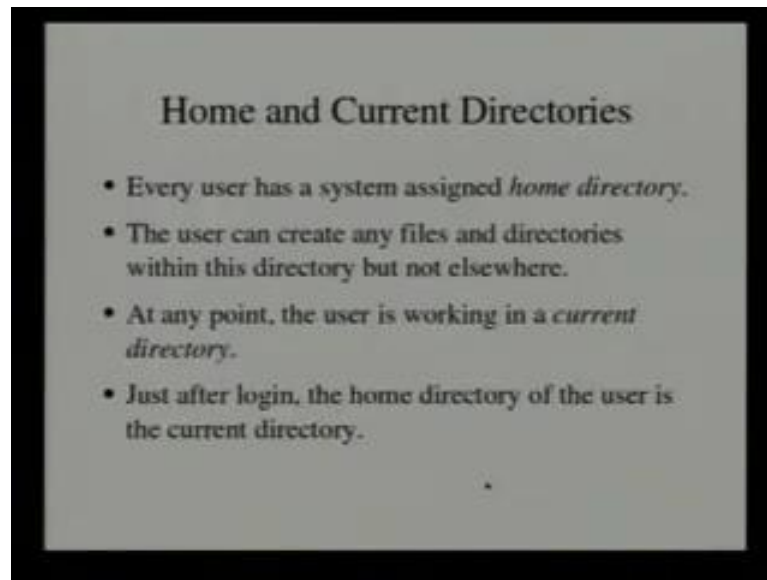 Home and Current Directories
• Every user has a system assigned home directory.
• The user can create any files and directories
within this directory but not elsewhere.
• At any point, the user is working in a current
directory.
• Just after login, the home directory of the user is
the current directory.